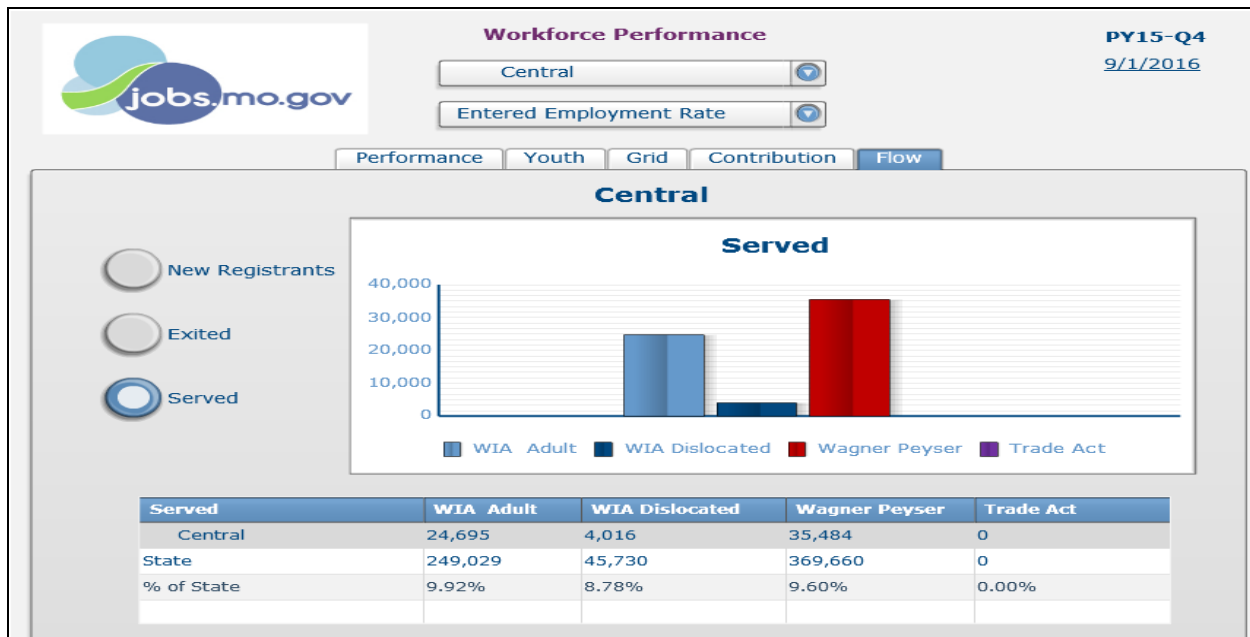 jobs.mo.gov
Workforce Performance
PY15-Q4
9/1/2016
Central
Entered Employment Rate
Performance Youth Grid Contribution Flow
Central
New Registrants
Exited
Served
Served
40,000
30,000
20,000
10,000
0
WIA Adult WIA Dislocated Wagner Peyser Trade Act
Served WIA Adult WIA Dislocated Wagner Peyser Trade Act
Central 24,695 4,016 35,484 0
State 249,029 45,730 369,660 0
% of State 9.92% 8.78% 9.60% 0.00%